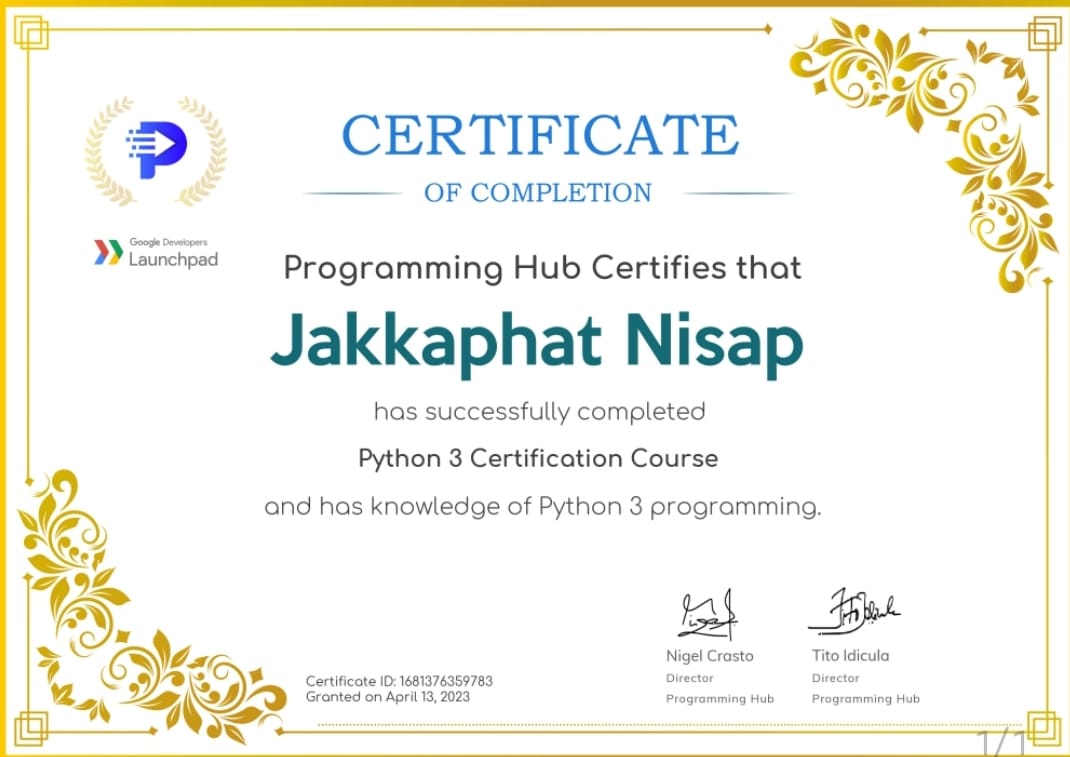 CERTIFICATE
OF COMPLETION
Google Developers
Launchpad
Programming Hub Certifies that
Jakkaphat Nisap
has successfully completed
Python 3 Certification Course
and has knowledge of Python 3 programming.
Nigel Crasto
Director
Programming Hub
Tito Idicula
Director
Programming Hub
Certificate ID: 1681376359783
Granted on April 13, 2023
1/1